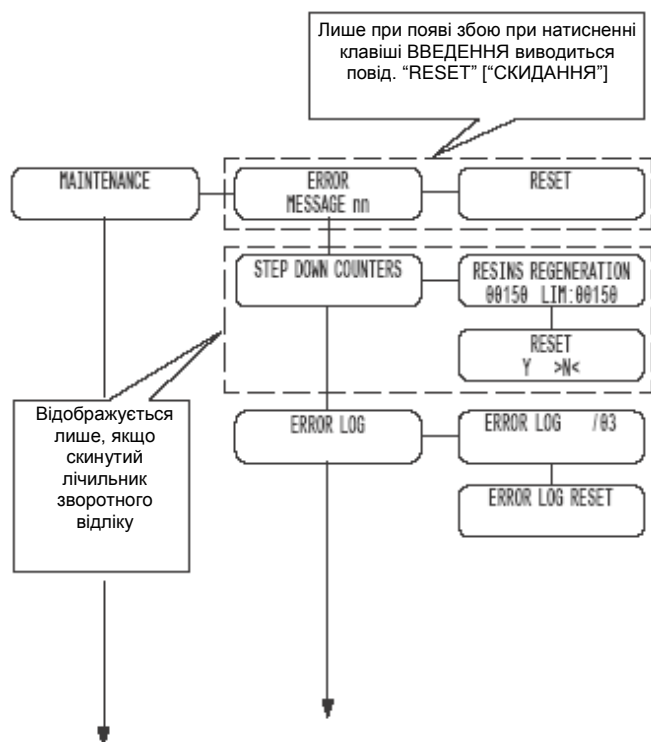 Лише при появі збою при натисненні
клавіші ВВЕДЕННЯ виводиться
повід. “RESET” [“СКИДАННЯ”]
MAINTENANCE
ERROR
MESSAGE nn
RESET
STEP DOWN COUNTERS
RESINS REGENERATION
00150 LIM:00150
RESET
Y >N<
Відображується
лише, якщо
скинутий
лічильник
зворотного
відліку
ERROR LOG
ERROR LOG /03
ERROR LOG RESET